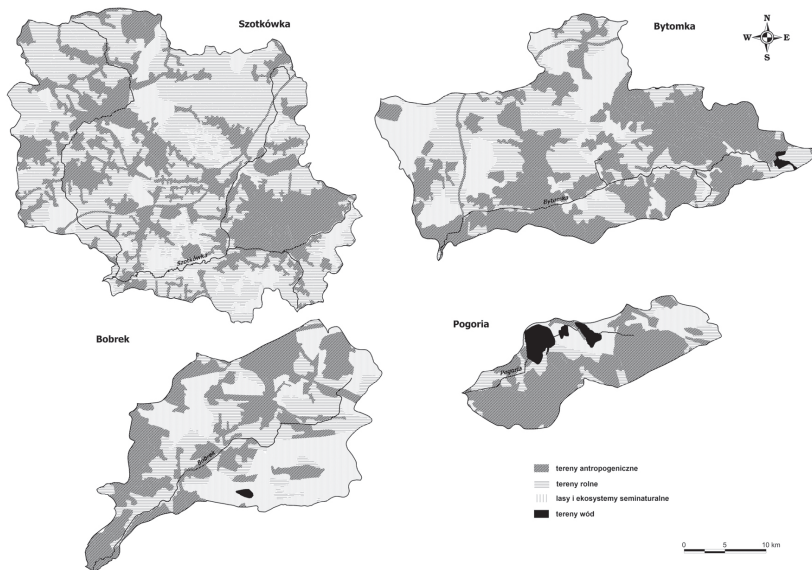 Szotkówka
Bytomka
N
W E
S
Bytomka
Szotkówka
Bobrek
Pogoria
Pogoria
Bobrek
tereny antropogeniczne
tereny rolne
lasy i ekosystemy seminaturalne
tereny wód
0 5 10 km